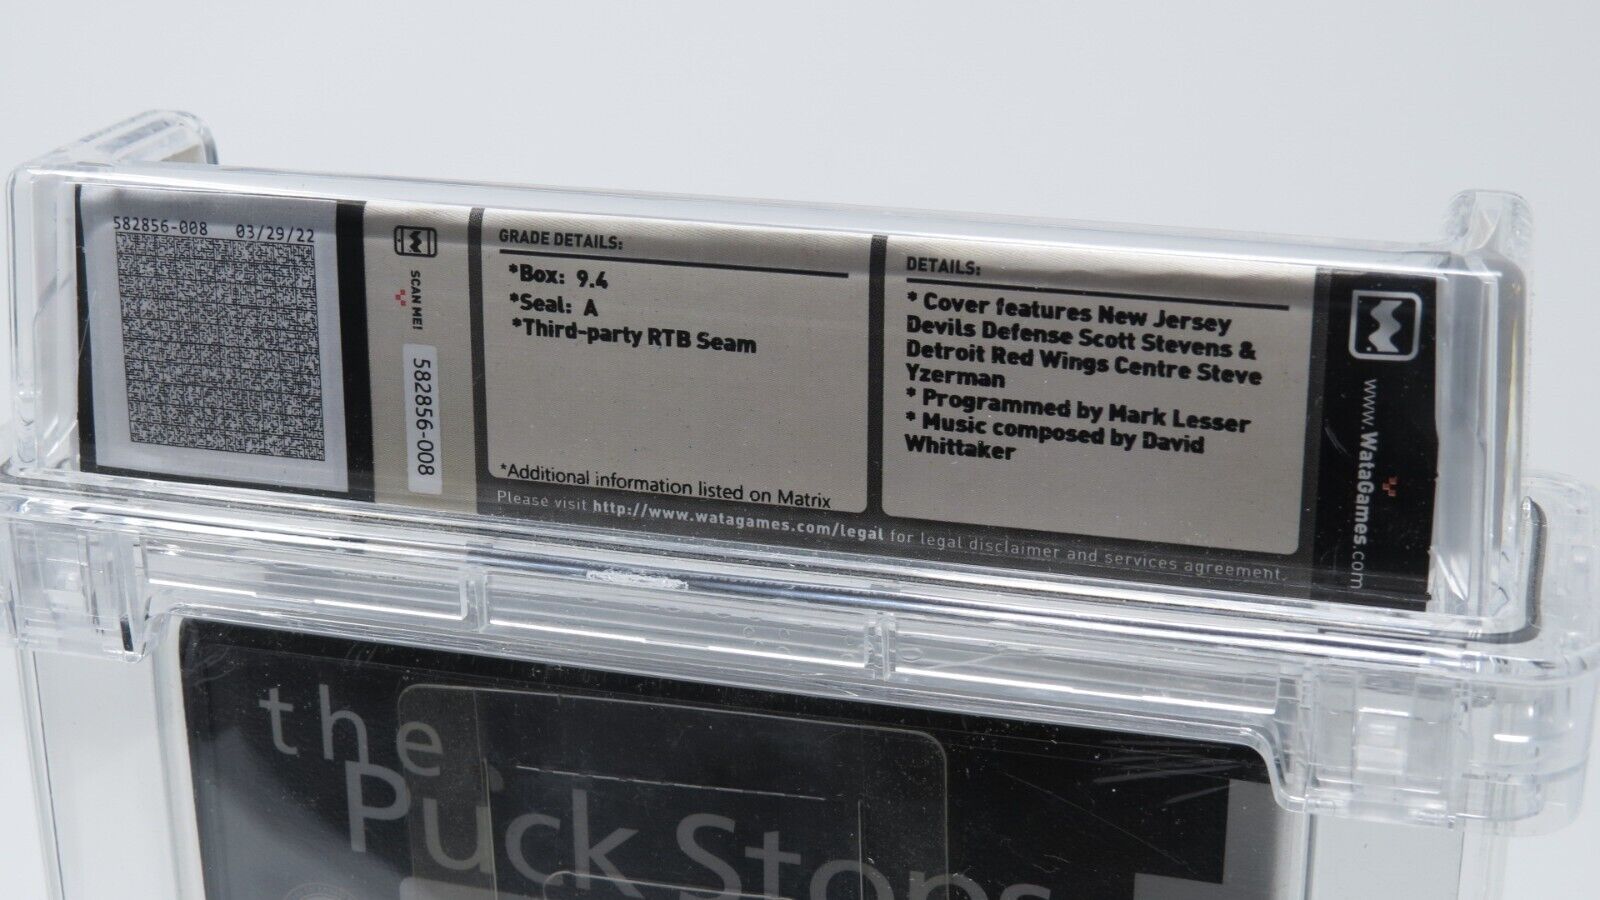 582856-008 03/29/22
SCAN ME!
582856-008
GRADE DETAILS:
*Box: 9.4
*Seal: A
*Third-party RTB Seam
*Additional information listed on Matrix
DETAILS:
* Cover features New Jersey
Devils Defense Scott Stevens &
Detroit Red Wings Centre Steve
Yzerman
* Programmed by Mark Lesser
* Music composed by David
Whittaker
Please visit http://www.watagames.com/legal for legal disclaimer and services agreement.
www.WataGames.com
the
Puck Stops